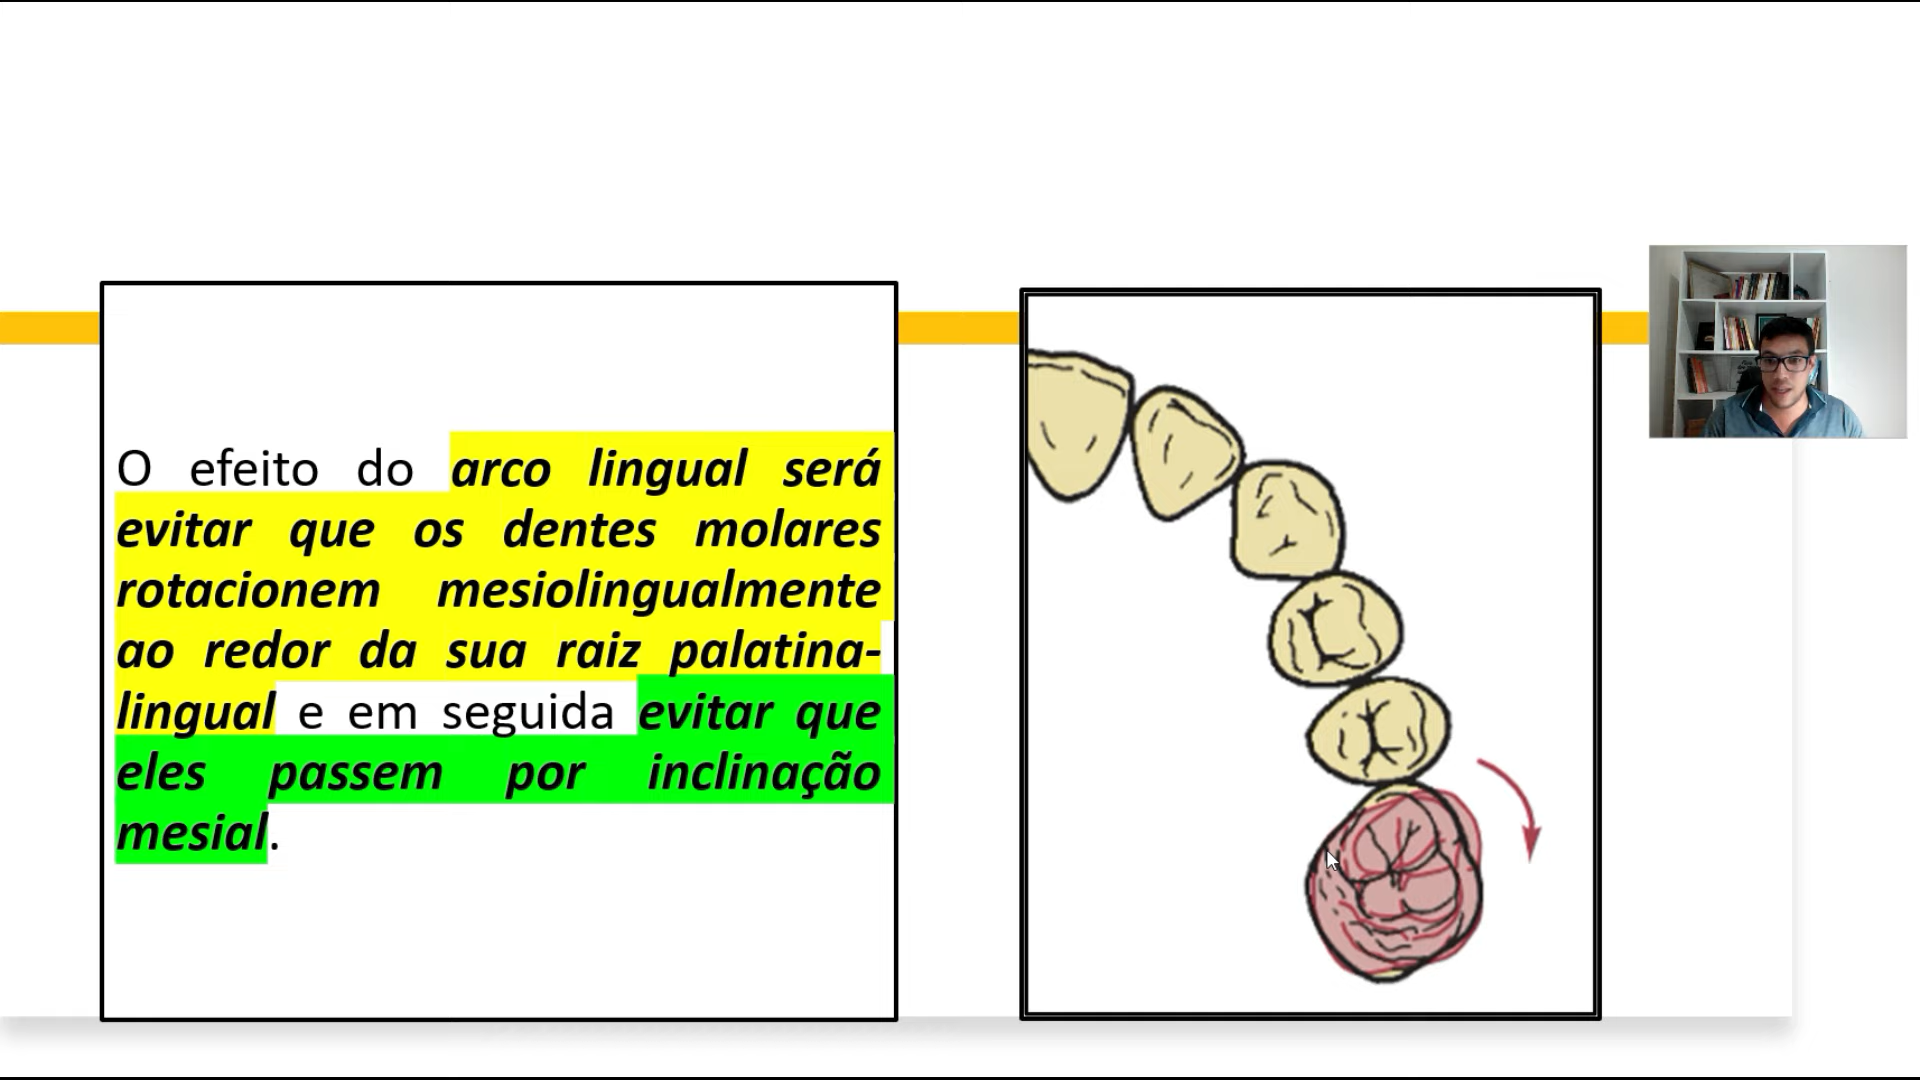 O efeito do arco lingual será
evitar que os dentes molares
rotacionem mesiolingualmente
ao redor da sua raiz palatina-
lingual e em seguida evitar que
eles passem por inclinação
mesial.